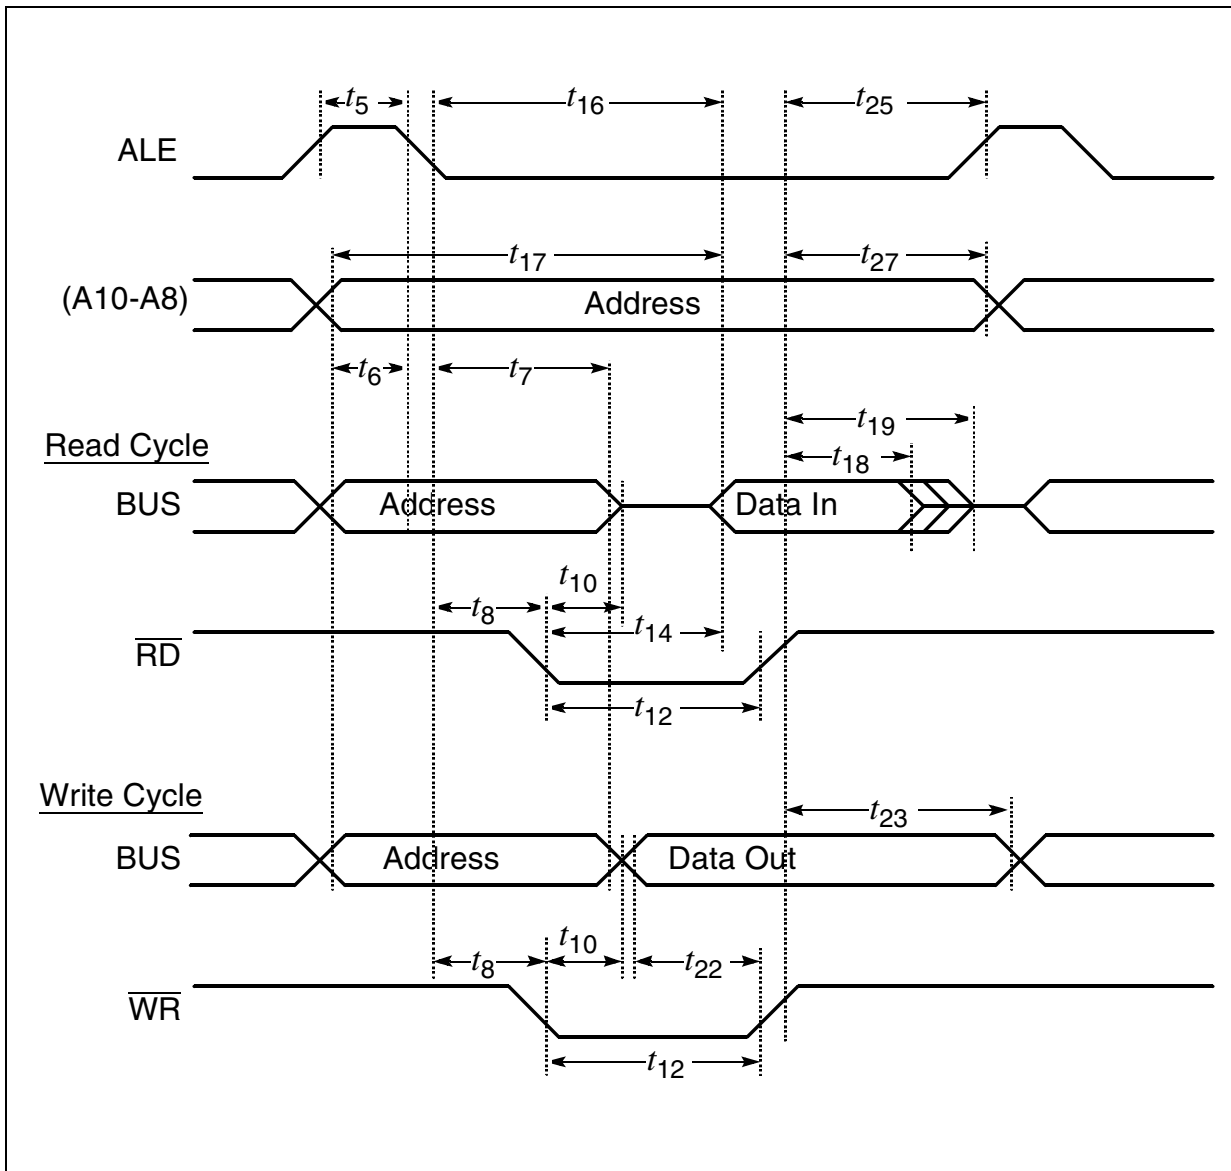 t5
t16
t25
ALE
t17
t27
(A10-A8)
Address
t6
t7
t19
Read Cycle
t18
BUS
Address
Data In
t10
t8
t14
RD
t12
Write Cycle
t23
BUS
Address
Data Out
t10
t8
t22
WR
t12